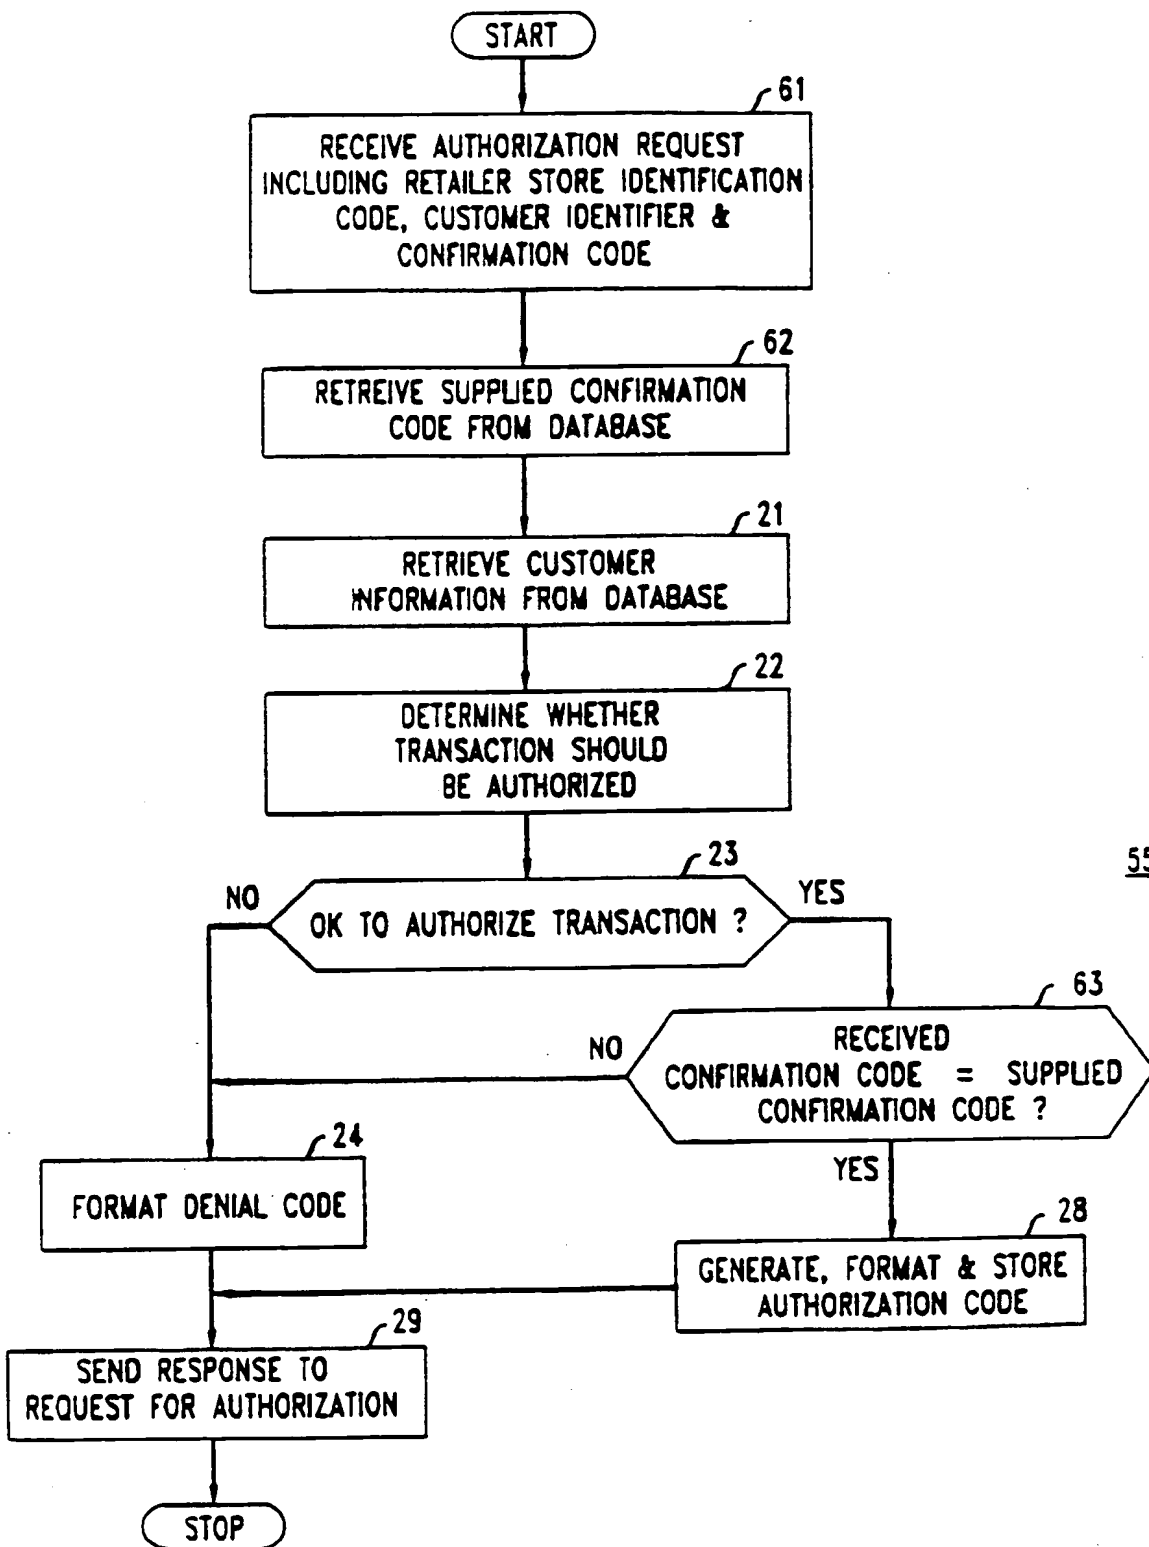 START
61
RECEIVE AUTHORIZATION REQUEST
INCLUDING RETAILER STORE IDENTIFICATION
CODE, CUSTOMER IDENTIFIER &
CONFIRMATION CODE
62
RETREIVE SUPPLIED CONFIRMATION
CODE FROM DATABASE
21
RETRIEVE CUSTOMER
INFORMATION FROM DATABASE
22
DETERMINE WHETHER
TRANSACTION SHOULD
BE AUTHORIZED
23
NO
OK TO AUTHORIZE TRANSACTION ?
YES
55
63
NO
RECEIVED
CONFIRMATION CODE = SUPPLIED
CONFIRMATION CODE ?
YES
24
FORMAT DENIAL CODE
28
GENERATE, FORMAT & STORE
AUTHORIZATION CODE
29
SEND RESPONSE TO
REQUEST FOR AUTHORIZATION
STOP